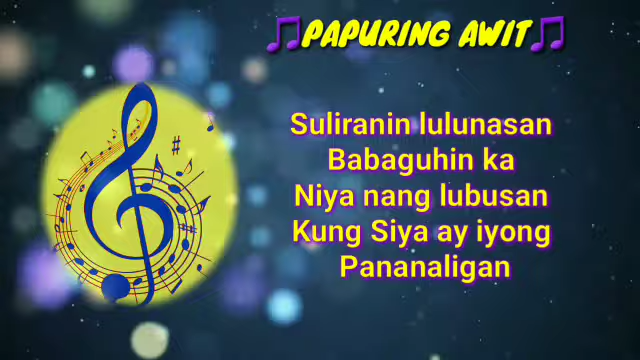 🎵PAPURING AWIT🎵
Suliranin lulunasan
Babaguhin ka
Niya nang lubusan
Kung Siya ay iyong
Pananaligan